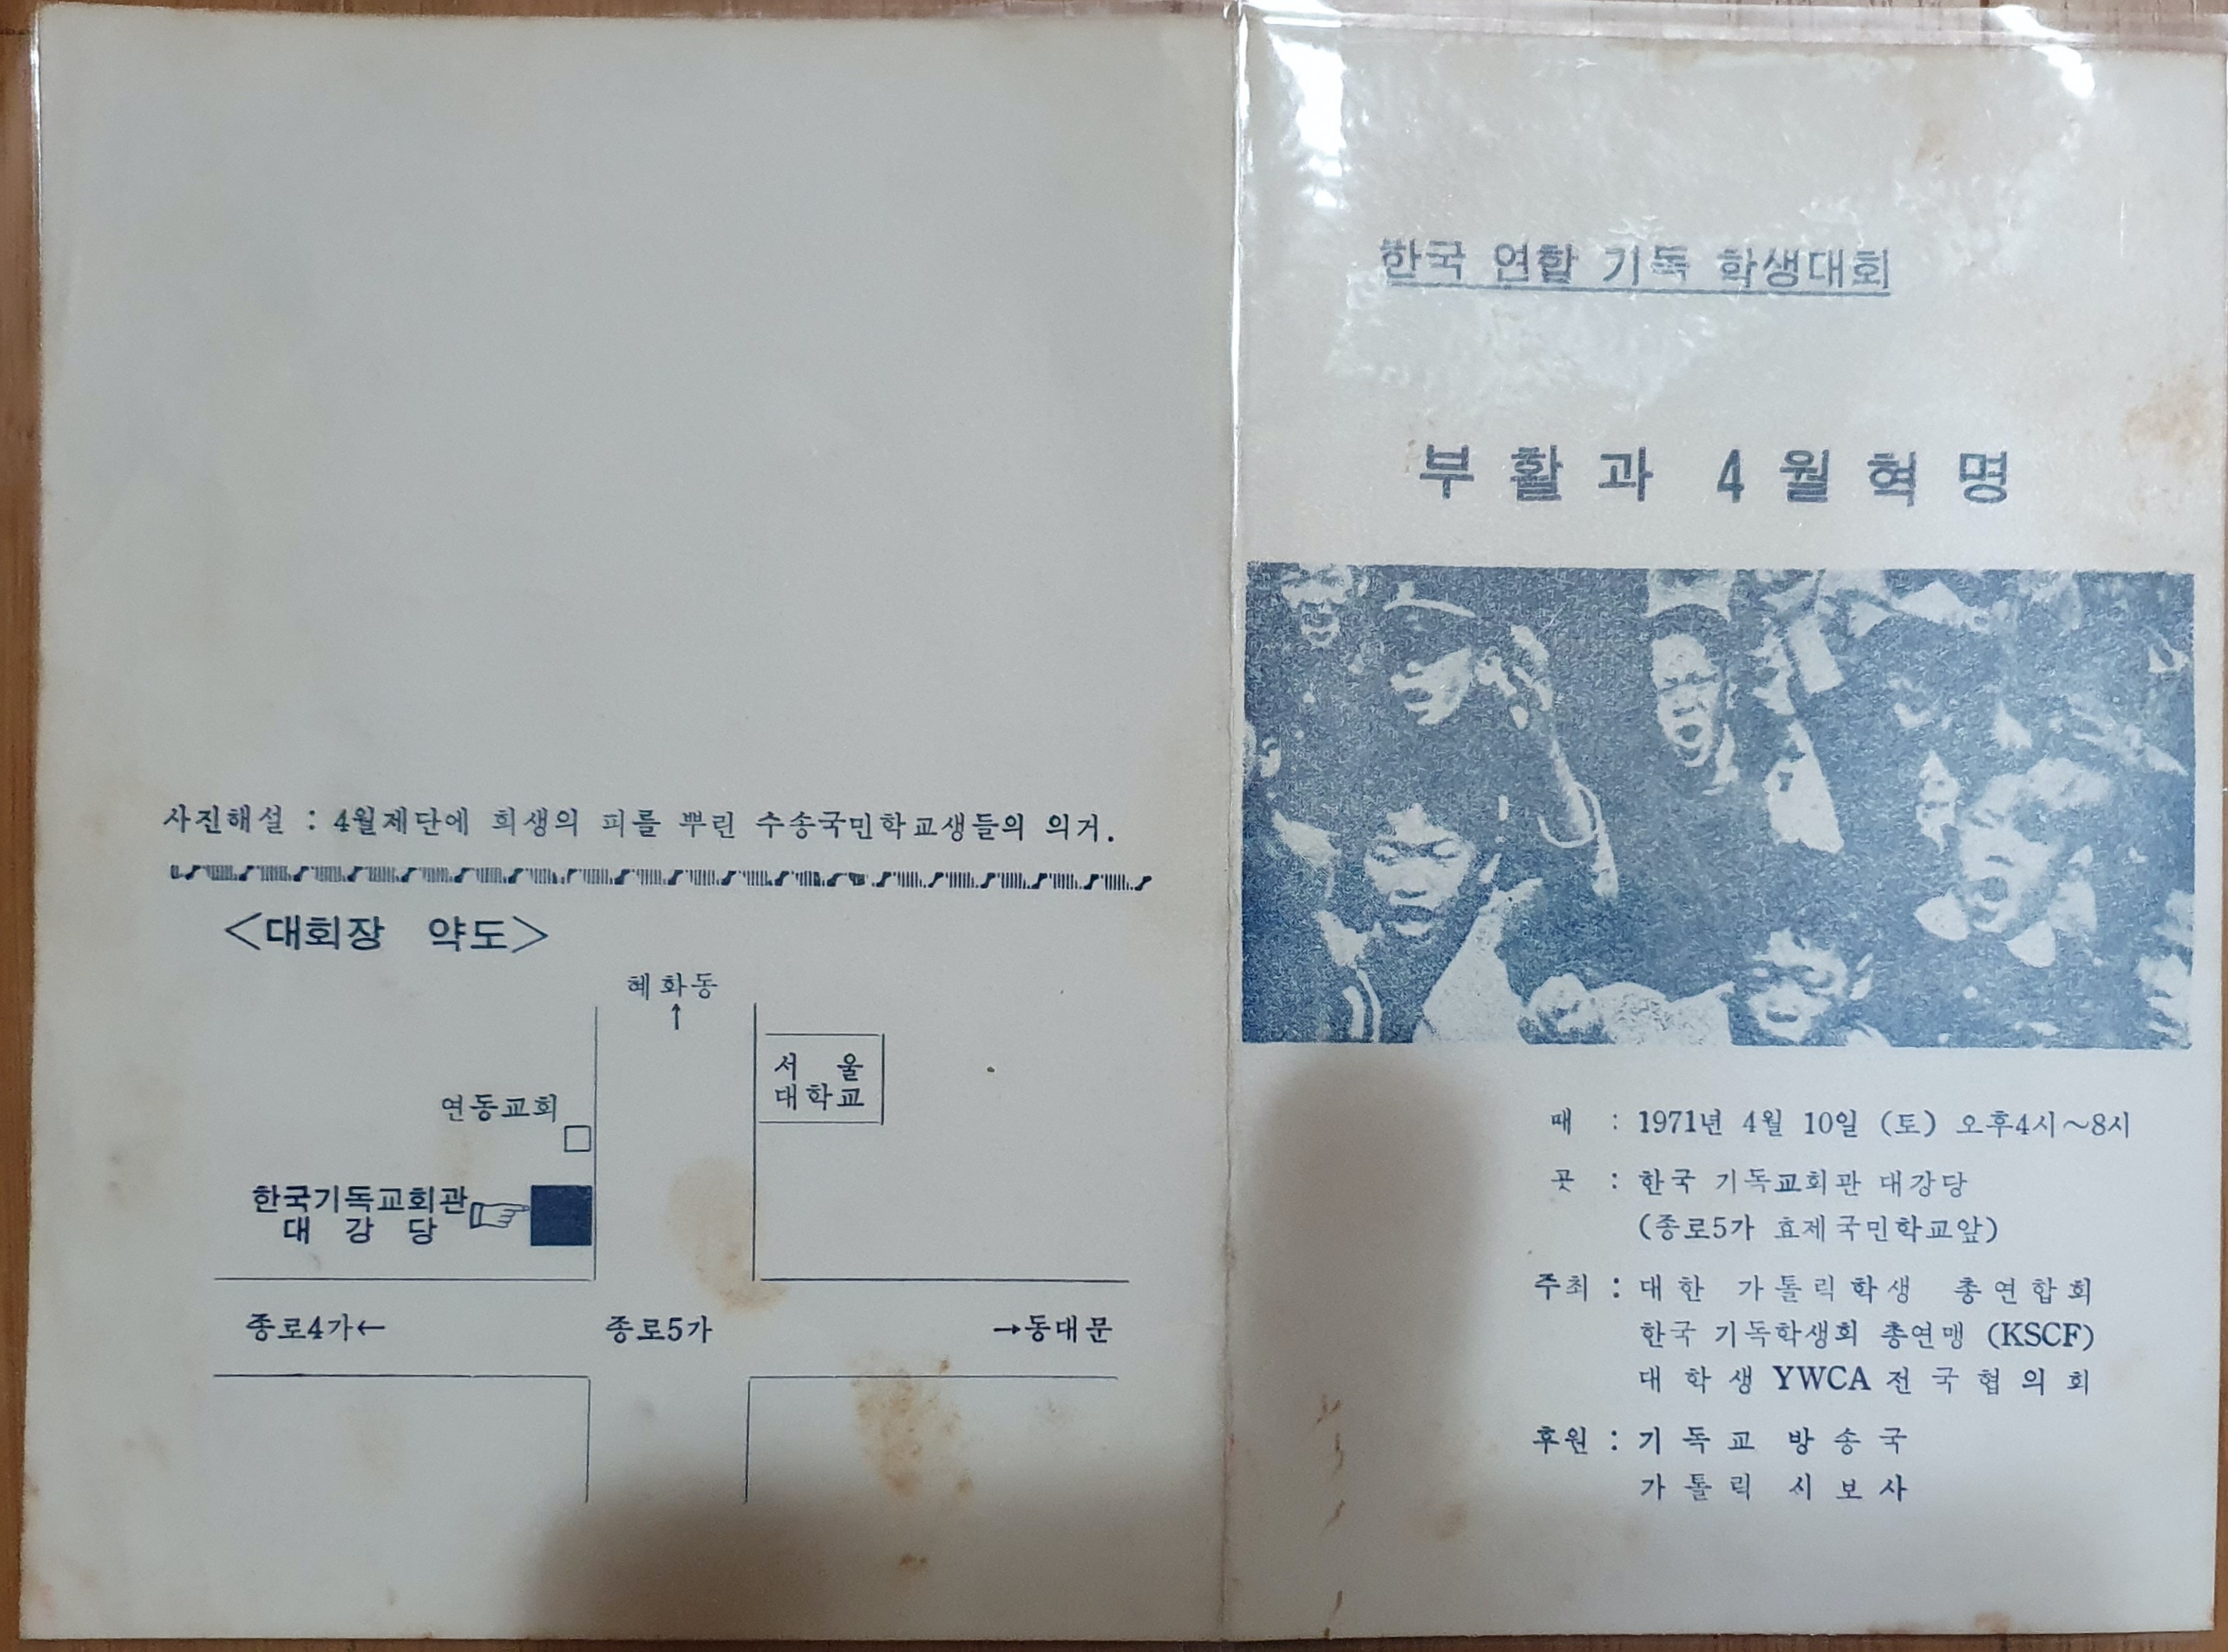 사진해설 : 4월제단에 희생의 피를 뿌린 수송국민학교생들의 의거.
<대회장 약도>
혜화동
↑
서 울
대학교
연동교회
한국기독교회관
대 강 당
종로4가←
종로5가
→동대문
한국 연합 기독 학생대회
부활과 4월혁명
때 : 1971년 4월 10일 (토) 오후4시~8시
곳 : 한국 기독교회관 대강당
(종로5가 효제국민학교앞)
주최 : 대한 가톨릭학생 총연합회
한국 기독학생회 총연맹 (KSCF)
대학생 YWCA 전국협의회
후원 : 기독교 방송국
가톨릭 시보사